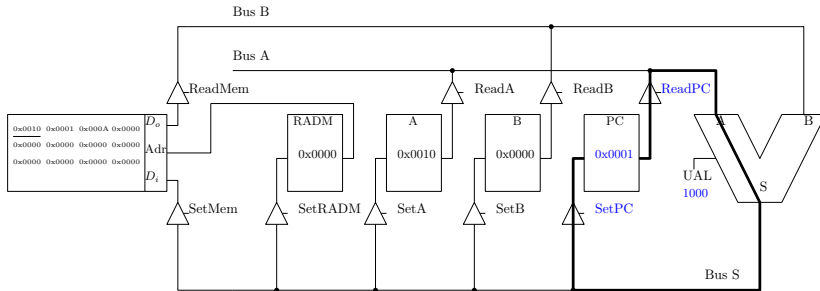 Bus B
Bus A
ReadMem
ReadA
ReadB
ReadPC
0x0010 0x0001 0x000A 0x0000
0x0000 0x0000 0x0000 0x0000
0x0000 0x0000 0x0000 0x0000
Do
Adr
Di
RADM
0x0000
A
0x0010
B
0x0000
PC
0x0001
A
B
UAL
1000
S
SetMem
SetRADM
SetA
SetB
SetPC
Bus S